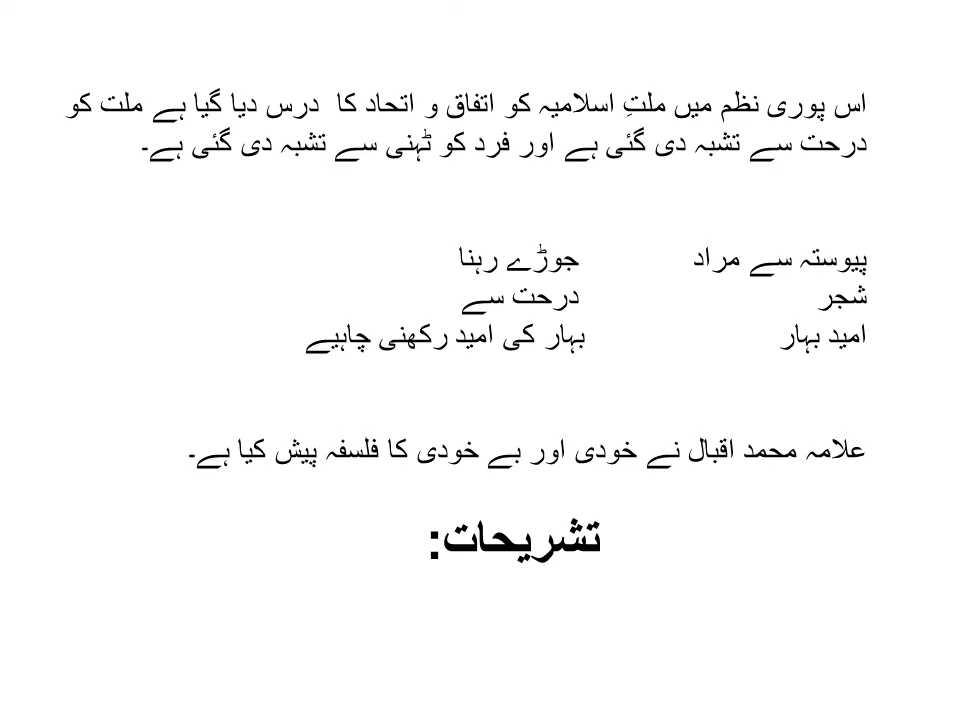 اس پوری نظم میں ملتِ اسلامیہ کو اتفاق و اتحاد کا درس دیا گیا ہے ملت کو
درحت سے تشبہ دی گئی ہے اور فرد کو ٹہنی سے تشبہ دی گئی ہے۔
پیوستہ سے مراد جوڑے رہنا
شجر درحت سے
امید بہار بہار کی امید رکھنی چاہیے
علامہ محمد اقبال نے خودی اور بے خودی کا فلسفہ پیش کیا ہے۔
تشریحات: